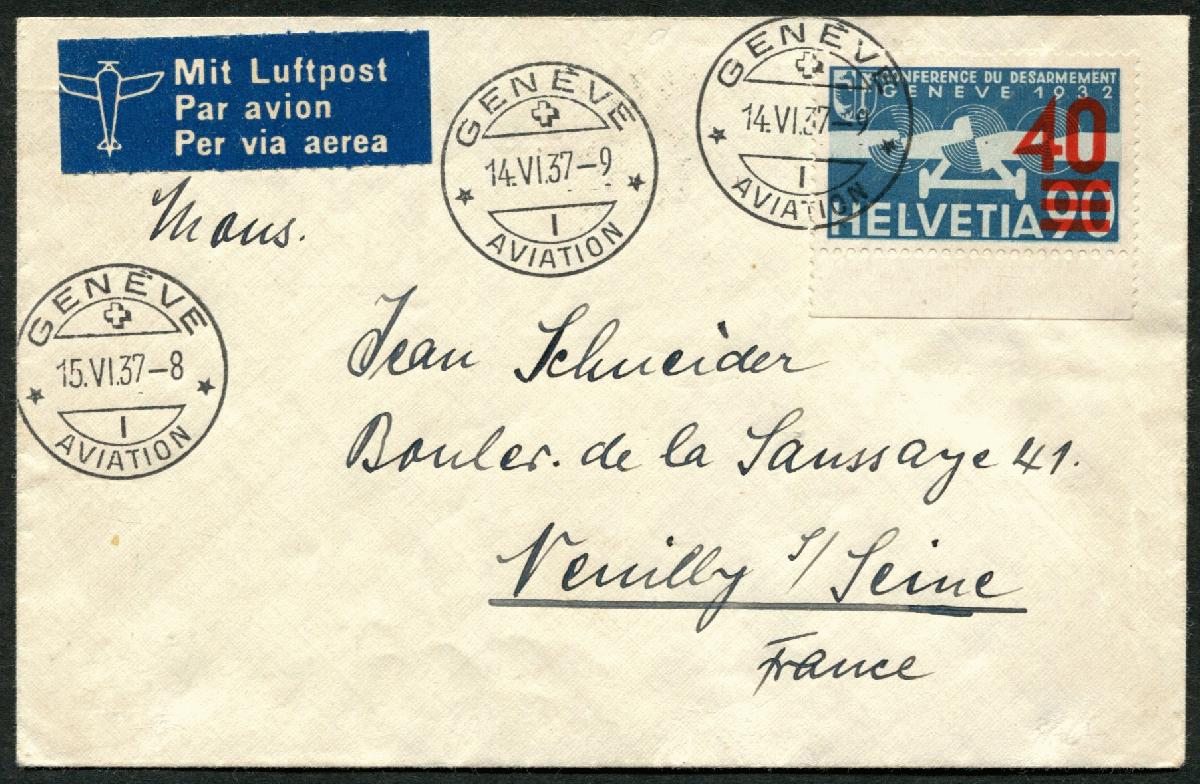 Mit Luftpost
Par avion
Per via aerea
GENÈVE
14.VI.37-9
I
AVIATION
GENÈVE
14.VI.37-9
I
AVIATION
CONFERENCE DU DESARMEMENT
GENEVE 1932
40
HELVETIA 90
GENÈVE
15.VI.37-8
I
AVIATION
Mons.
Jean Schneider
Bouler. de la Saussaye 41.
Neuilly s/ Seine
France